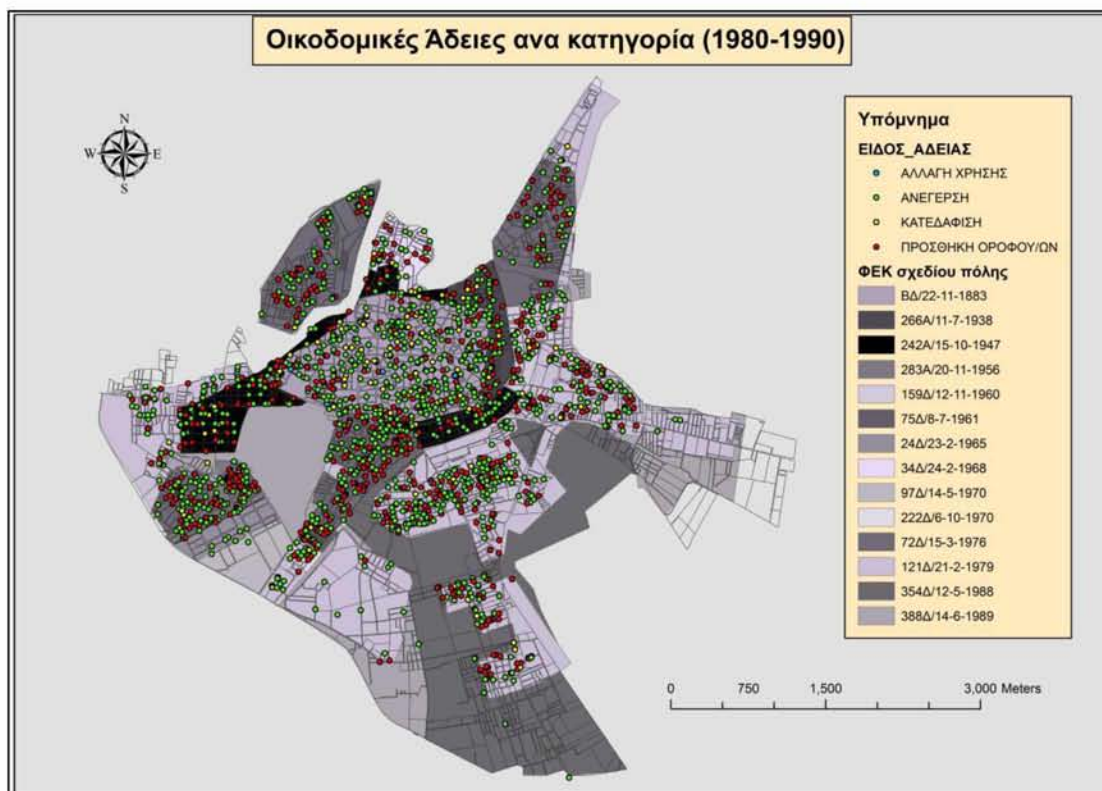 Οικοδομικές Άδειες ανα κατηγορία (1980-1990)
N
W E
S
Υπόμνημα
ΕΙΔΟΣ_ΑΔΕΙΑΣ
ΑΛΛΑΓΗ ΧΡΗΣΗΣ
ΑΝΕΓΕΡΣΗ
ΚΑΤΕΔΑΦΙΣΗ
ΠΡΟΣΘΗΚΗ ΟΡΟΦΟΥ/ΩΝ
ΦΕΚ σχεδίου πόλης
ΒΔ/22-11-1883
266Α/11-7-1938
242Α/15-10-1947
283Α/20-11-1956
159Δ/12-11-1960
75Δ/8-7-1961
24Δ/23-2-1965
34Δ/24-2-1968
97Δ/14-5-1970
222Δ/6-10-1970
72Δ/15-3-1976
121Δ/21-2-1979
354Δ/12-5-1988
388Δ/14-6-1989
0 750 1,500 3,000 Meters